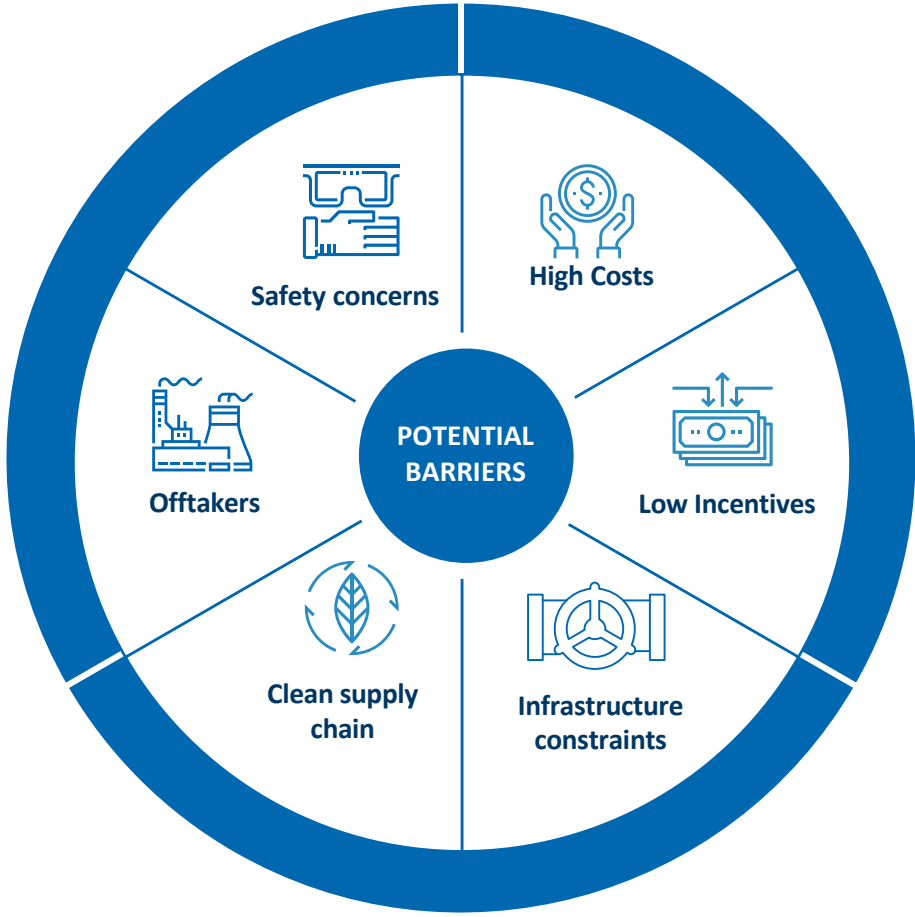 Safety concerns
High Costs
Offtakers
POTENTIAL
BARRIERS
Low Incentives
Clean supply
chain
Infrastructure
constraints